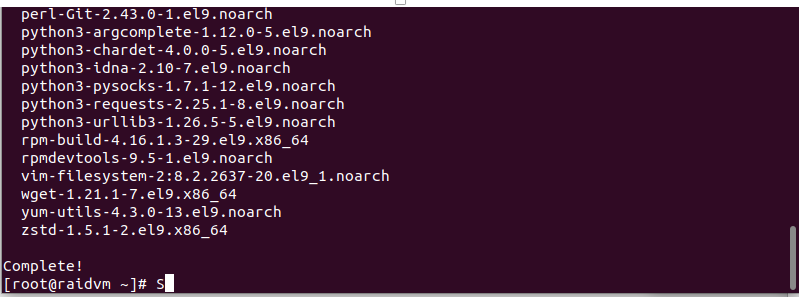 perl-Git-2.43.0-1.el9.noarch
python3-argcomplete-1.12.0-5.el9.noarch
python3-chardet-4.0.0-5.el9.noarch
python3-idna-2.10-7.el9.noarch
python3-pysocks-1.7.1-12.el9.noarch
python3-requests-2.25.1-8.el9.noarch
python3-urllib3-1.26.5-5.el9.noarch
rpm-build-4.16.1.3-29.el9.x86_64
rpmdevtools-9.5-1.el9.noarch
vim-filesystem-2:8.2.2637-20.el9_1.noarch
wget-1.21.1-7.el9.x86_64
yum-utils-4.3.0-13.el9.noarch
zstd-1.5.1-2.el9.x86_64
Complete!
[root@raidvm ~]# S